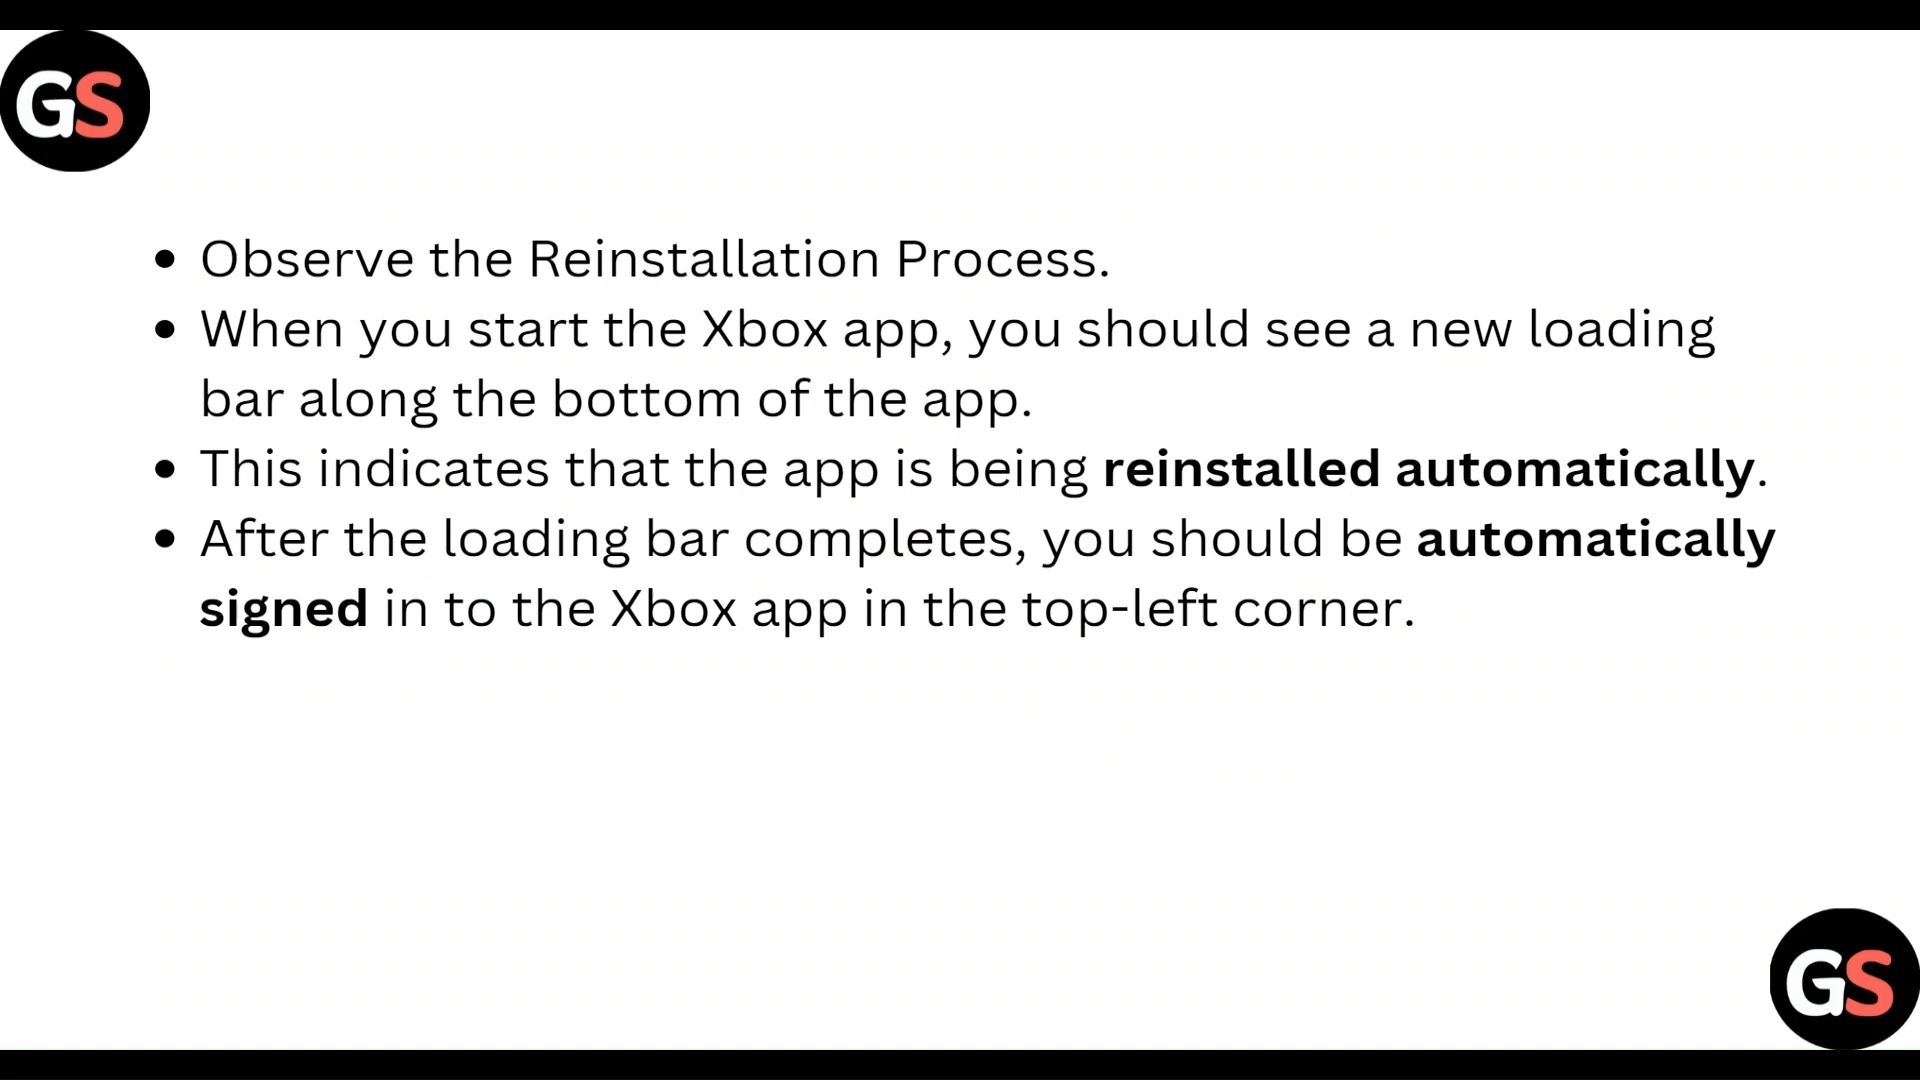 GS
• Observe the Reinstallation Process.
• When you start the Xbox app, you should see a new loading
bar along the bottom of the app.
• This indicates that the app is being reinstalled automatically.
• After the loading bar completes, you should be automatically
signed in to the Xbox app in the top-left corner.
GS